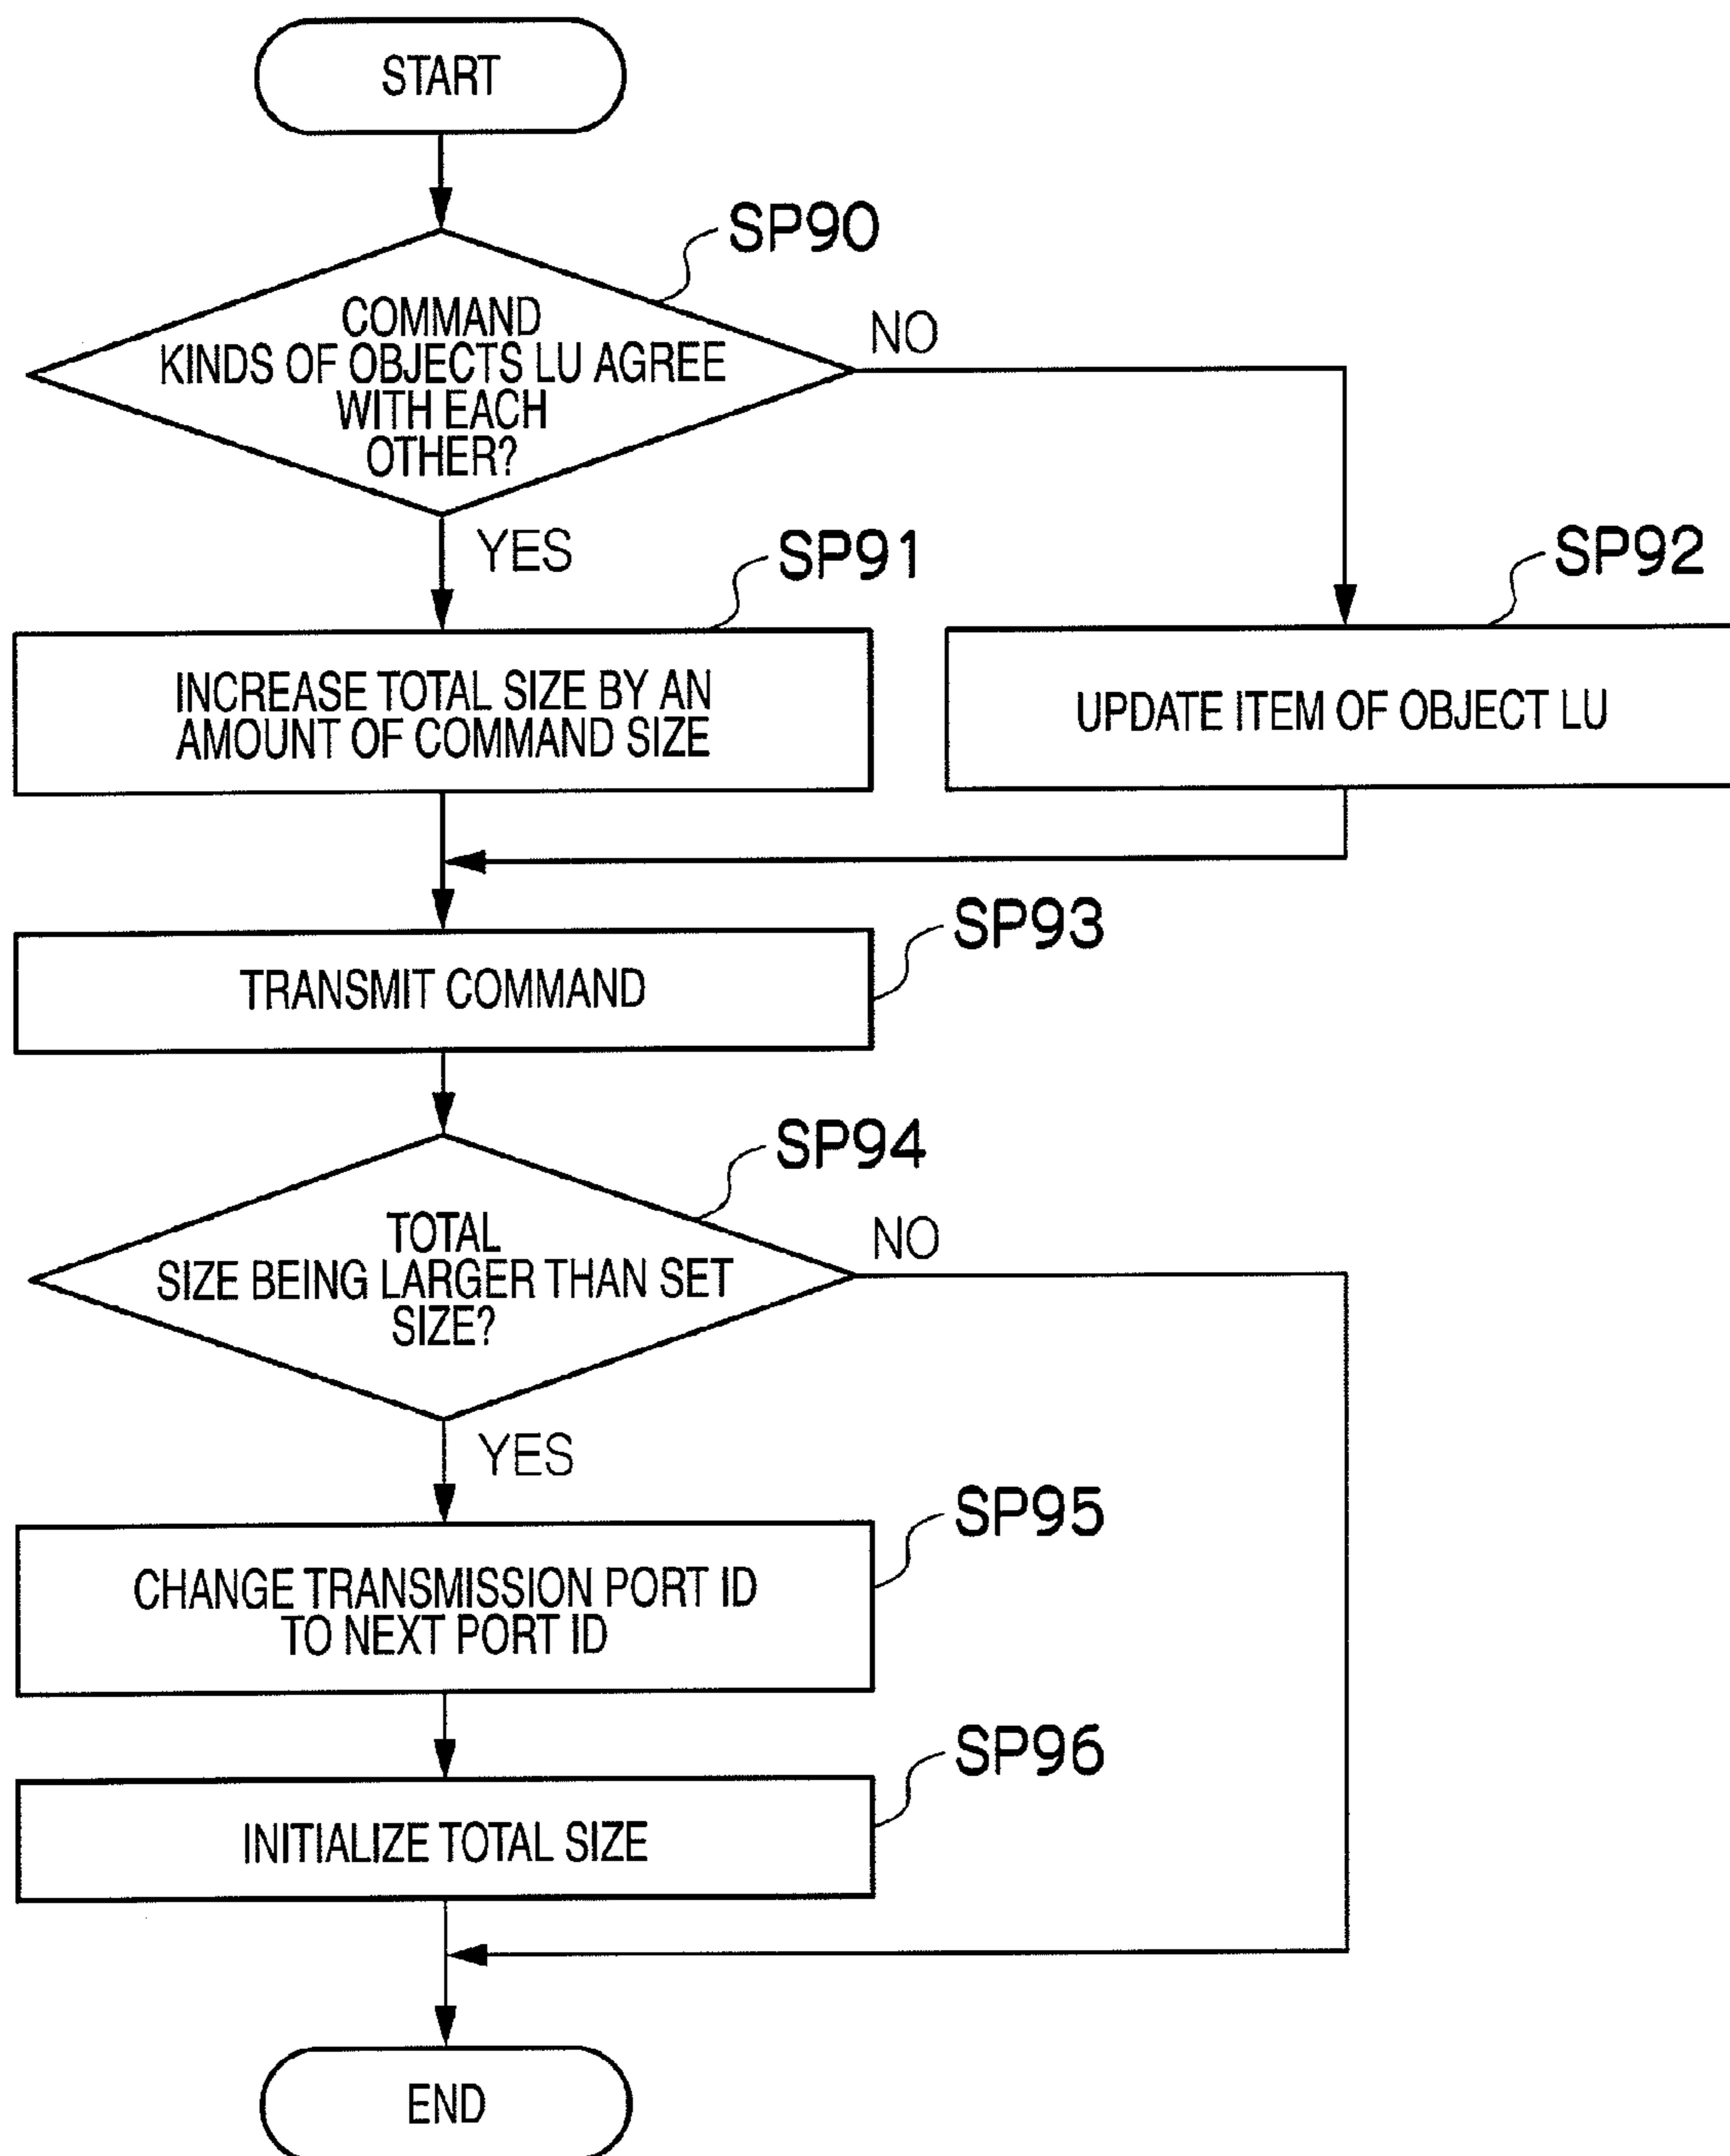 START
SP90
COMMAND
KINDS OF OBJECTS LU AGREE
WITH EACH
OTHER?
NO
YES
SP91
SP92
INCREASE TOTAL SIZE BY AN
AMOUNT OF COMMAND SIZE
UPDATE ITEM OF OBJECT LU
SP93
TRANSMIT COMMAND
SP94
TOTAL
SIZE BEING LARGER THAN SET
SIZE?
NO
YES
SP95
CHANGE TRANSMISSION PORT ID
TO NEXT PORT ID
SP96
INITIALIZE TOTAL SIZE
END